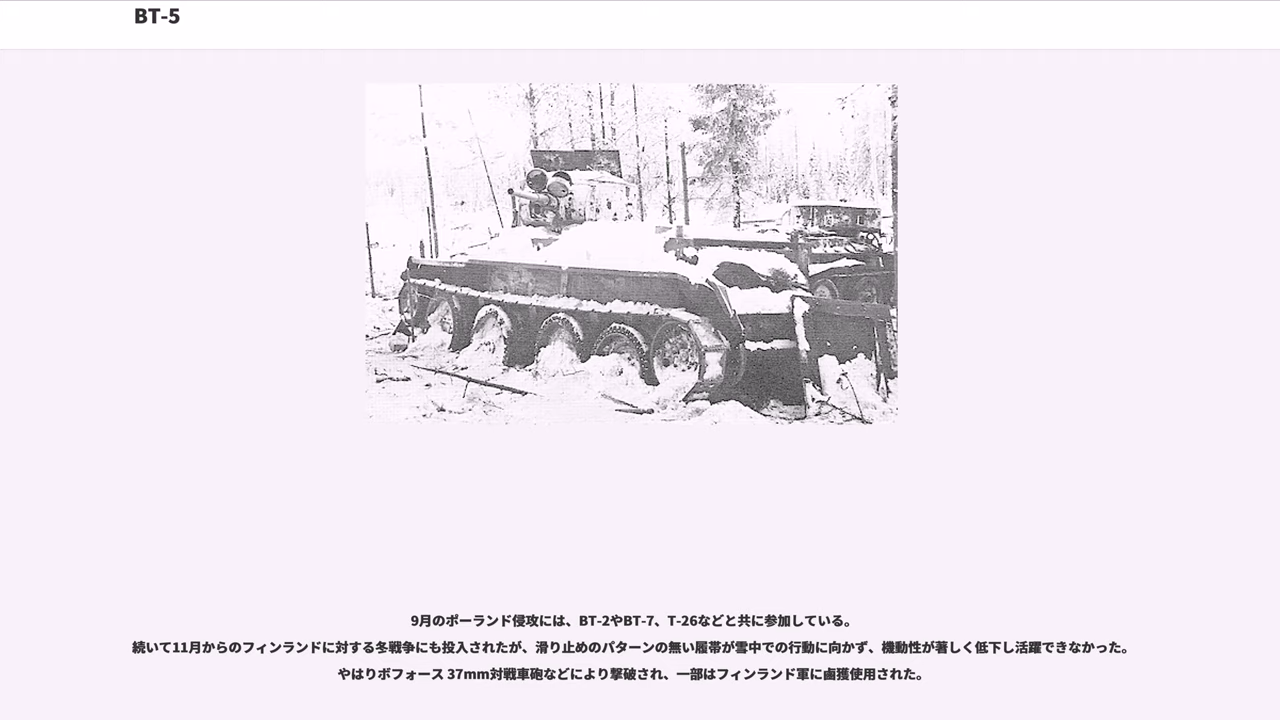 BT-5
9月のポーランド侵攻には、BT-2やBT-7、T-26などと共に参加している。
続いて11月からのフィンランドに対する冬戦争にも投入されたが、滑り止めのパターンの無い履帯が雪中での行動に向かず、機動性が著しく低下し活躍できなかった。
やはりボフォース 37mm対戦車砲などにより撃破され、一部はフィンランド軍に鹵獲使用された。